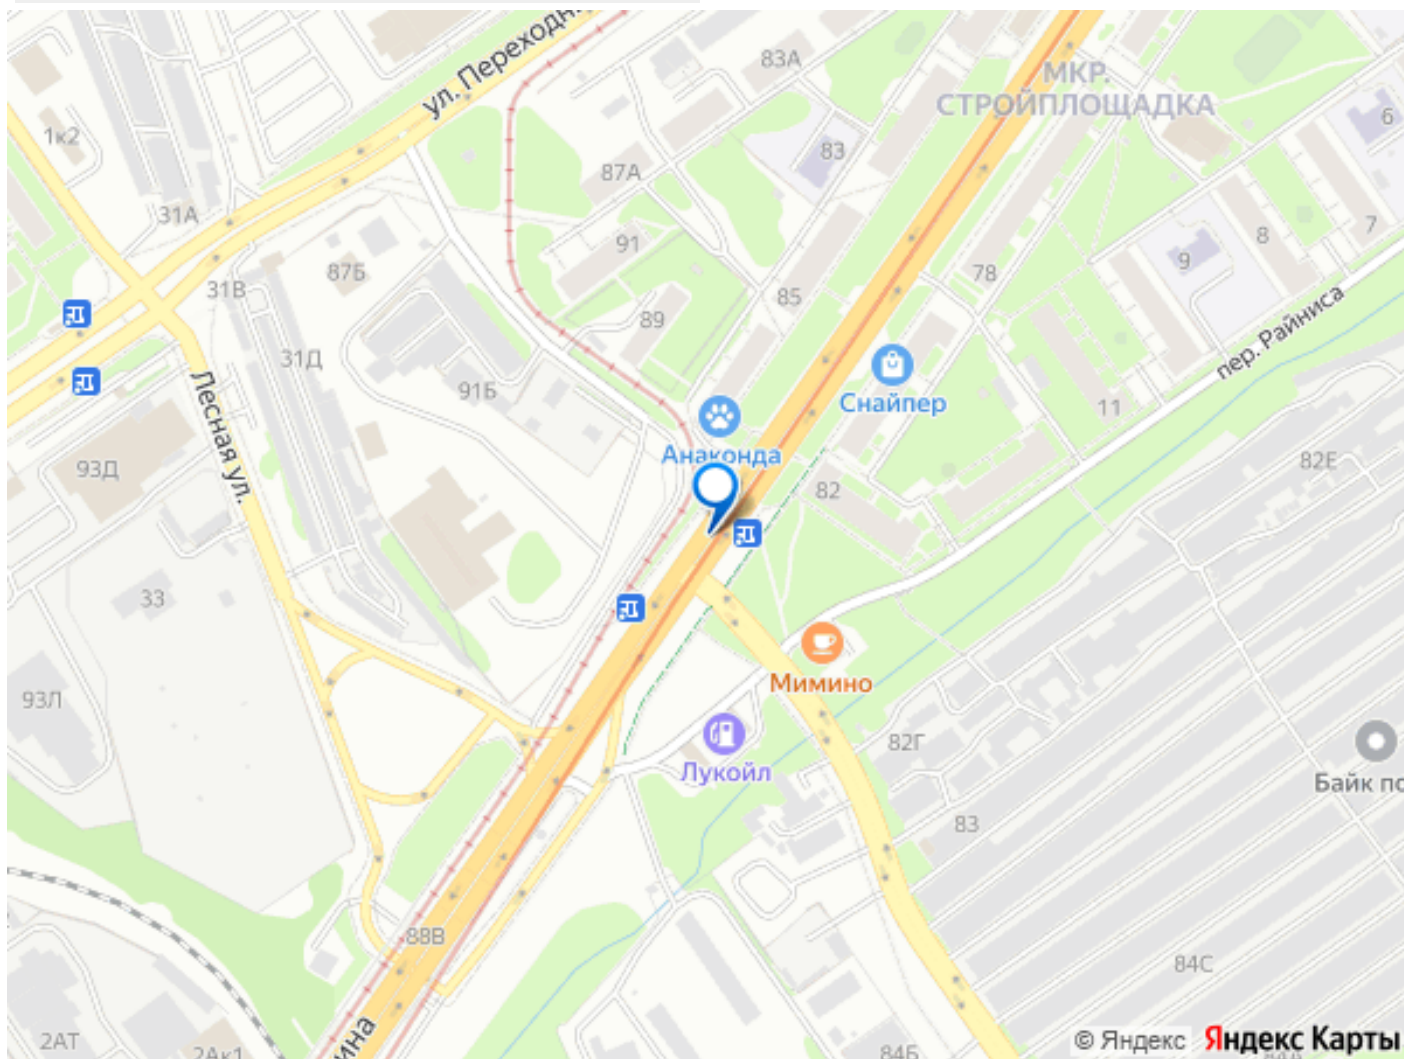 ул. Переходн
83А
МКР.
СТРОЙПЛОЩАДКА
1к2
6
83
87А
31А
91
8
7
9
87Б
78
31В
85
89
пер. Райниса
31Д
91Б
Снайпер
11
Лесная ул.
Анаконда
93Д
82Е
82
33
Мимино
93Л
82Г
Лукойл
Байк по
83
88В
84С
ина
2АТ
2Ак1
84Б
© Яндекс Яндекс Карты